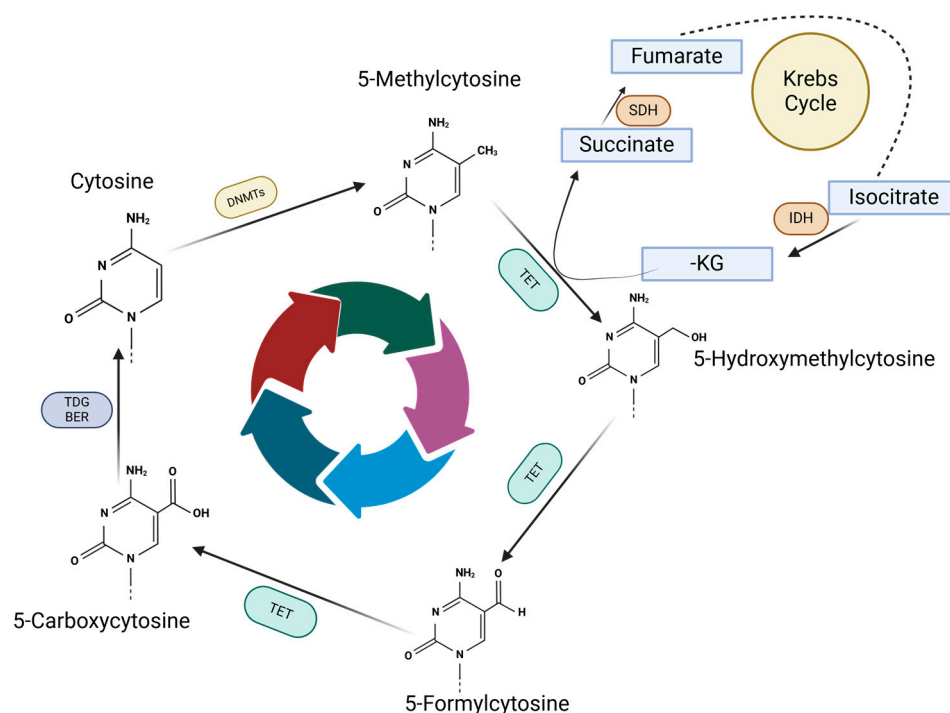 Fumarate
Krebs
Cycle
5-Methylcytosine
SDH
Succinate
NH₂
CH₃
N
O
N
Cytosine
DNMTs
Isocitrate
IDH
-KG
NH₂
N
O
N
TET
NH₂
OH
N
O
N
5-Hydroxymethylcytosine
TDG
BER
TET
NH₂
O
OH
N
O
N
5-Carboxycytosine
TET
NH₂
O
H
N
O
N
5-Formylcytosine